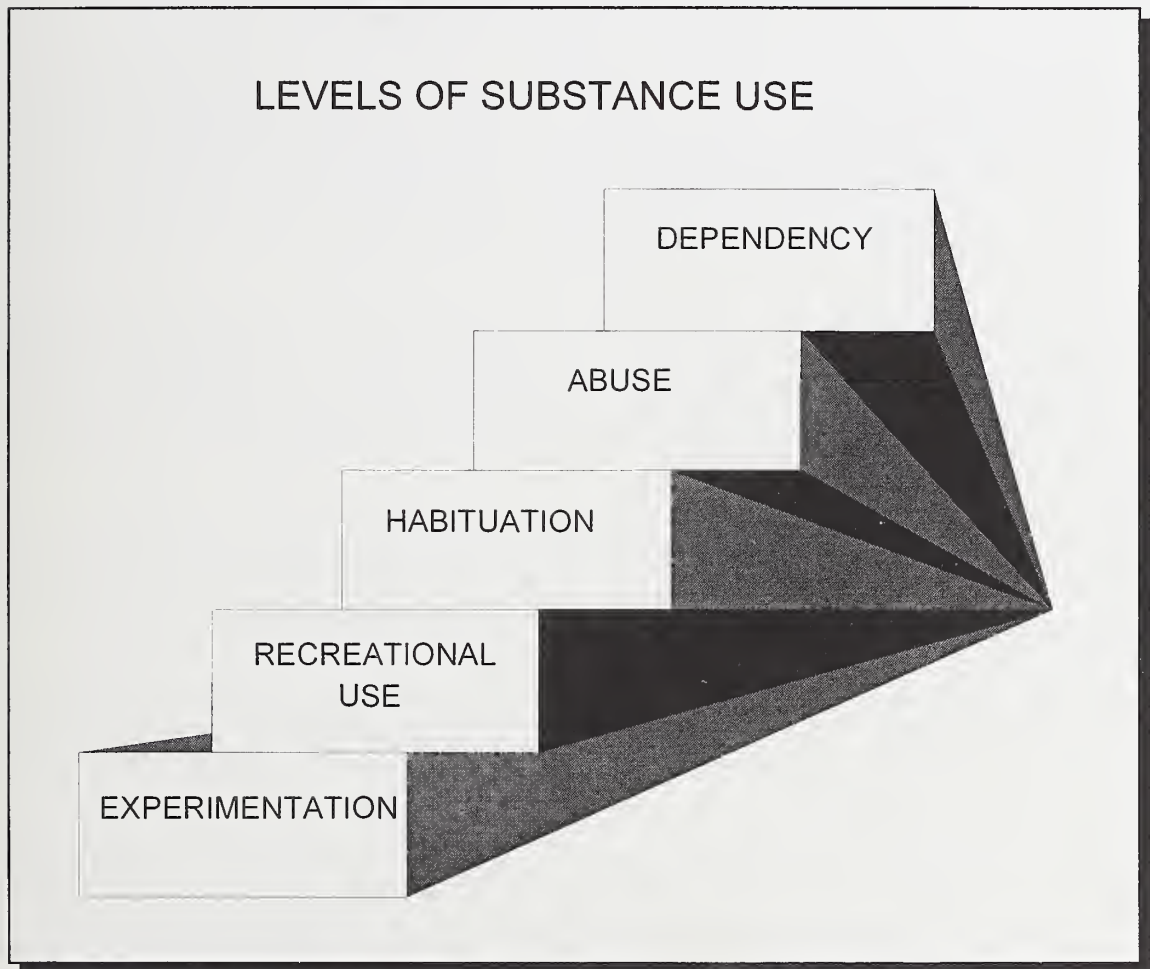 LEVELS OF SUBSTANCE USE
DEPENDENCY
ABUSE
HABITUATION
RECREATIONAL
USE
EXPERIMENTATION